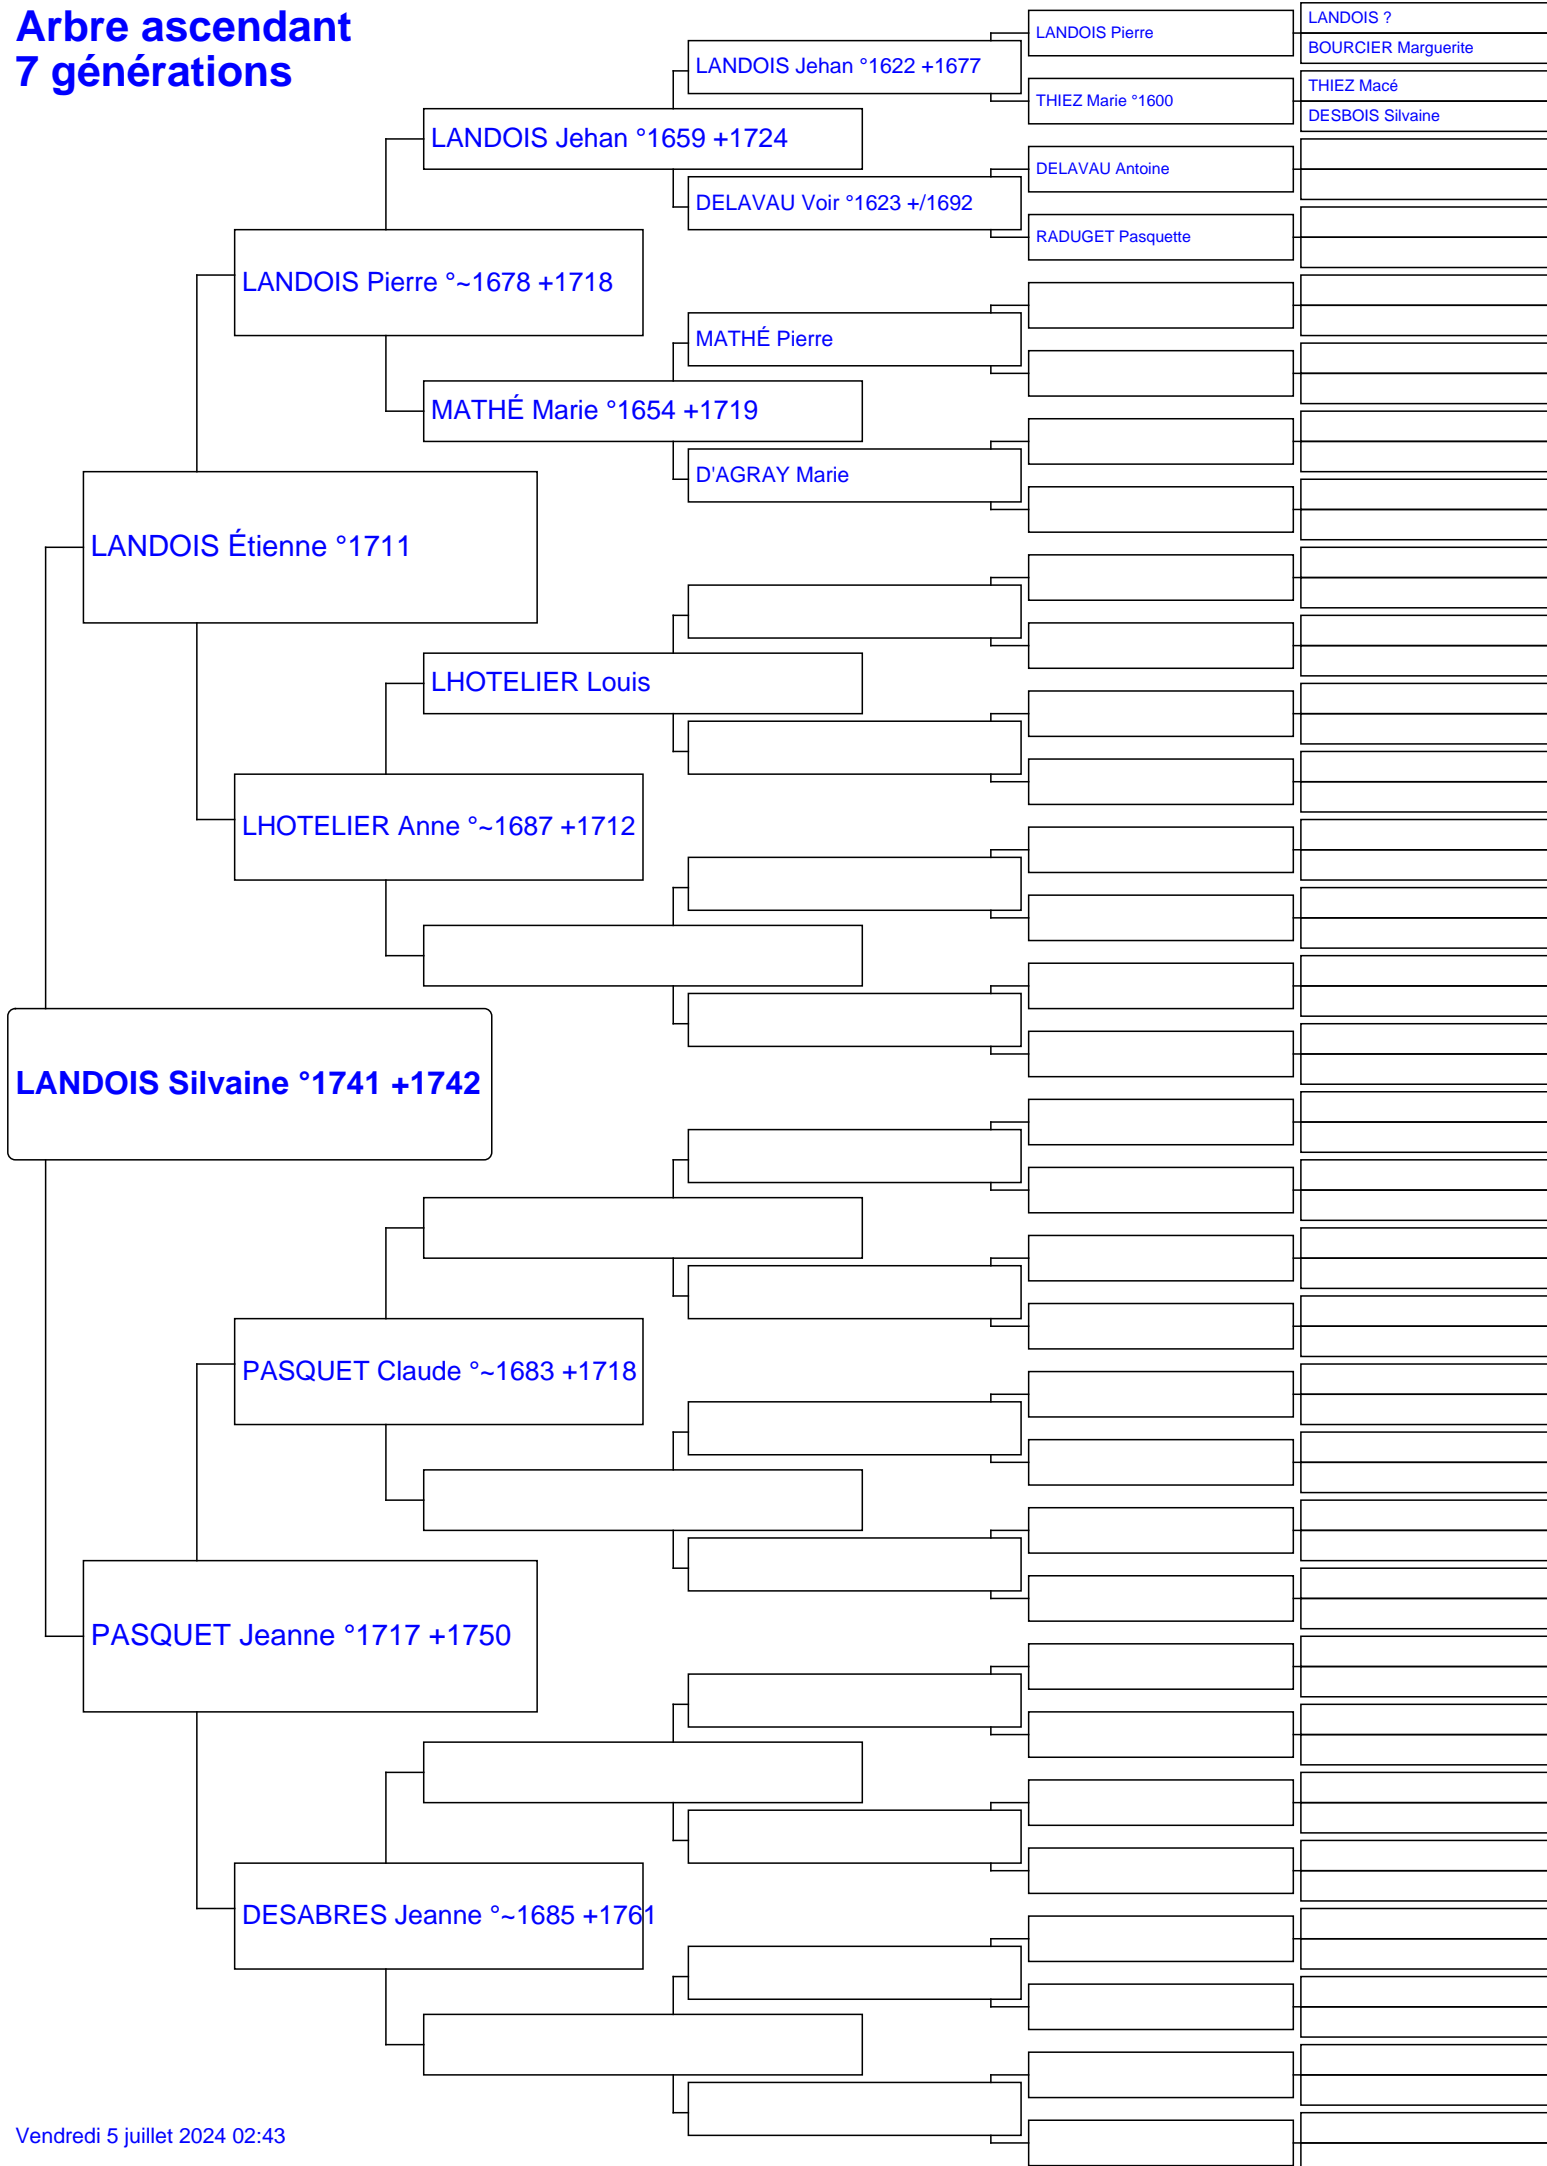 Arbre ascendant
7 générations
LANDOIS Pierre
LANDOIS ?
BOURCIER Marguerite
LANDOIS Jehan °1622 +1677
THIEZ Marie °1600
THIEZ Macé
DESBOIS Silvaine
LANDOIS Jehan °1659 +1724
DELAVAU Antoine
DELAVAU Voir °1623 +/1692
RADUGET Pasquette
LANDOIS Pierre °~1678 +1718
MATHÉ Pierre
MATHÉ Marie °1654 +1719
D'AGRAY Marie
LANDOIS Étienne °1711
LHOTELIER Louis
LHOTELIER Anne °~1687 +1712
LANDOIS Silvaine °1741 +1742
PASQUET Claude °~1683 +1718
PASQUET Jeanne °1717 +1750
DESABRES Jeanne °~1685 +1761
Vendredi 5 juillet 2024 02:43